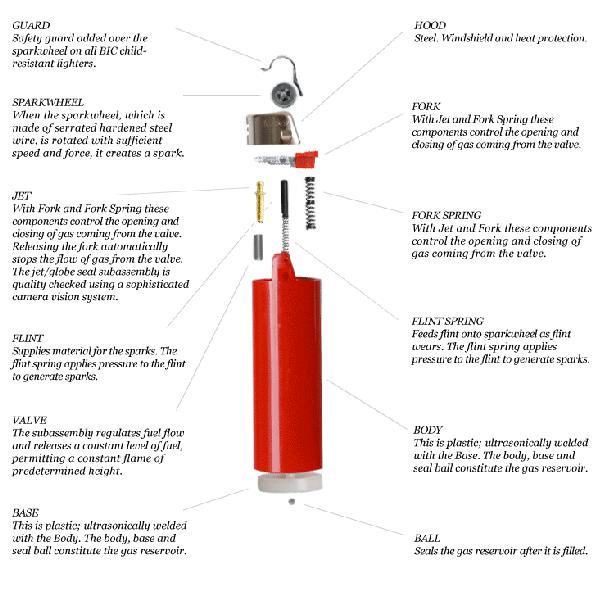 GUARD
Safety guard added over the
sparkwheel on all BIC child-
resistant lighters.
SPARKWHEEL
When the sparkwheel, which is
made of serrated hardened steel
wire, is rotated with sufficient
speed and force, it creates a spark.
JET
With Fork and Fork Spring these
components control the opening and
closing of gas coming from the valve.
Releasing the fork automatically
stops the flow of gas from the valve.
The jet/globe seal subassembly is
quality checked using a sophisticated
camera vision system.
FLINT
Supplies material for the sparks. The
flint spring applies pressure to the flint
to generate sparks.
VALVE
The subassembly regulates fuel flow
and releases a constant level of fuel,
permitting a constant flame of
predetermined height.
BASE
This is plastic; ultrasonically welded
with the Body. The body, base and
seal ball constitute the gas reservoir.
HOOD
Steel. Windshield and heat protection.
FORK
With Jet and Fork Spring these
components control the opening and
closing of gas coming from the valve.
FORK SPRING
With Jet and Fork these components
control the opening and closing of
gas coming from the valve.
FLINT SPRING
Feeds flint onto sparkwheel as flint
wears. The flint spring applies
pressure to the flint to generate sparks.
BODY
This is plastic; ultrasonically welded
with the Base. The body, base and
seal ball constitute the gas reservoir.
BALL
Seals the gas reservoir after it is filled.